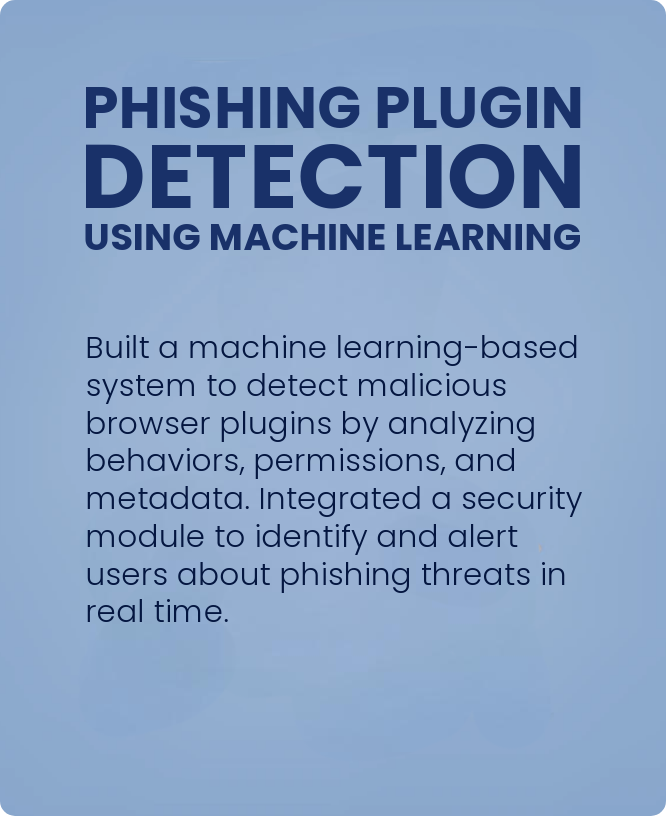 PHISHING PLUGIN
DETECTION
USING MACHINE LEARNING
Built a machine learning-based
system to detect malicious
browser plugins by analyzing
behaviors, permissions, and
metadata. Integrated a security
module to identify and alert
users about phishing threats in
real time.